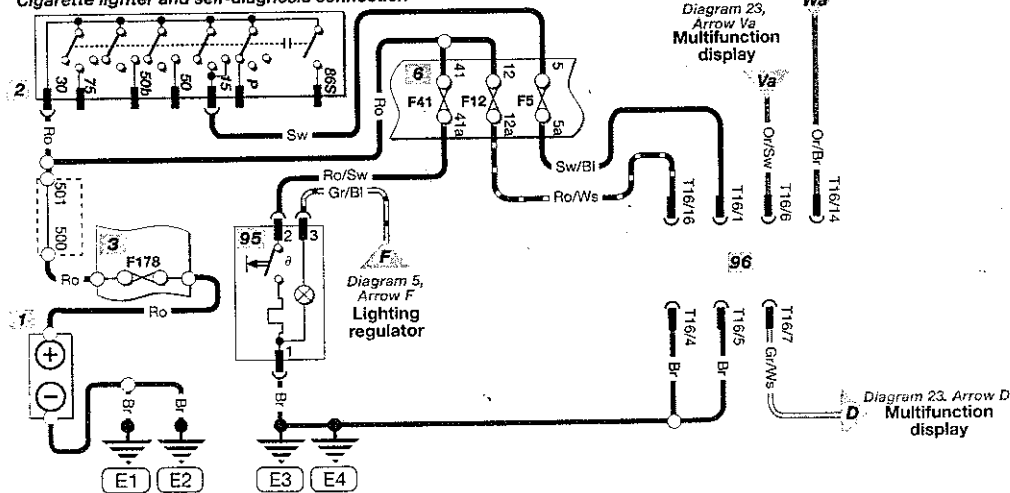 Cigarette lighter and self-diagnosis connection
Diagram 23,
Arrow Va
Multifunction
display
Wa
Va
2
30
75
50b
50
15
P
86S
6
41
12
5
F41
F12
F5
41a
12a
5a
Ro
Sw
Ro
Sw/Bl
Or/Sw
Or/Br
Ro/Sw
Gr/Bl
Ro/Ws
T16/16
T16/1
T16/6
T16/14
501
500
3
F178
Ro
Ro
95
2
3
1
F
Diagram 5,
Arrow F
Lighting
regulator
96
T16/4
T16/5
T16/7
Br
Br
Gr/Ws
1
+
−
Br
Br
Br
D
Diagram 23. Arrow D
Multifunction
display
E1
E2
E3
E4